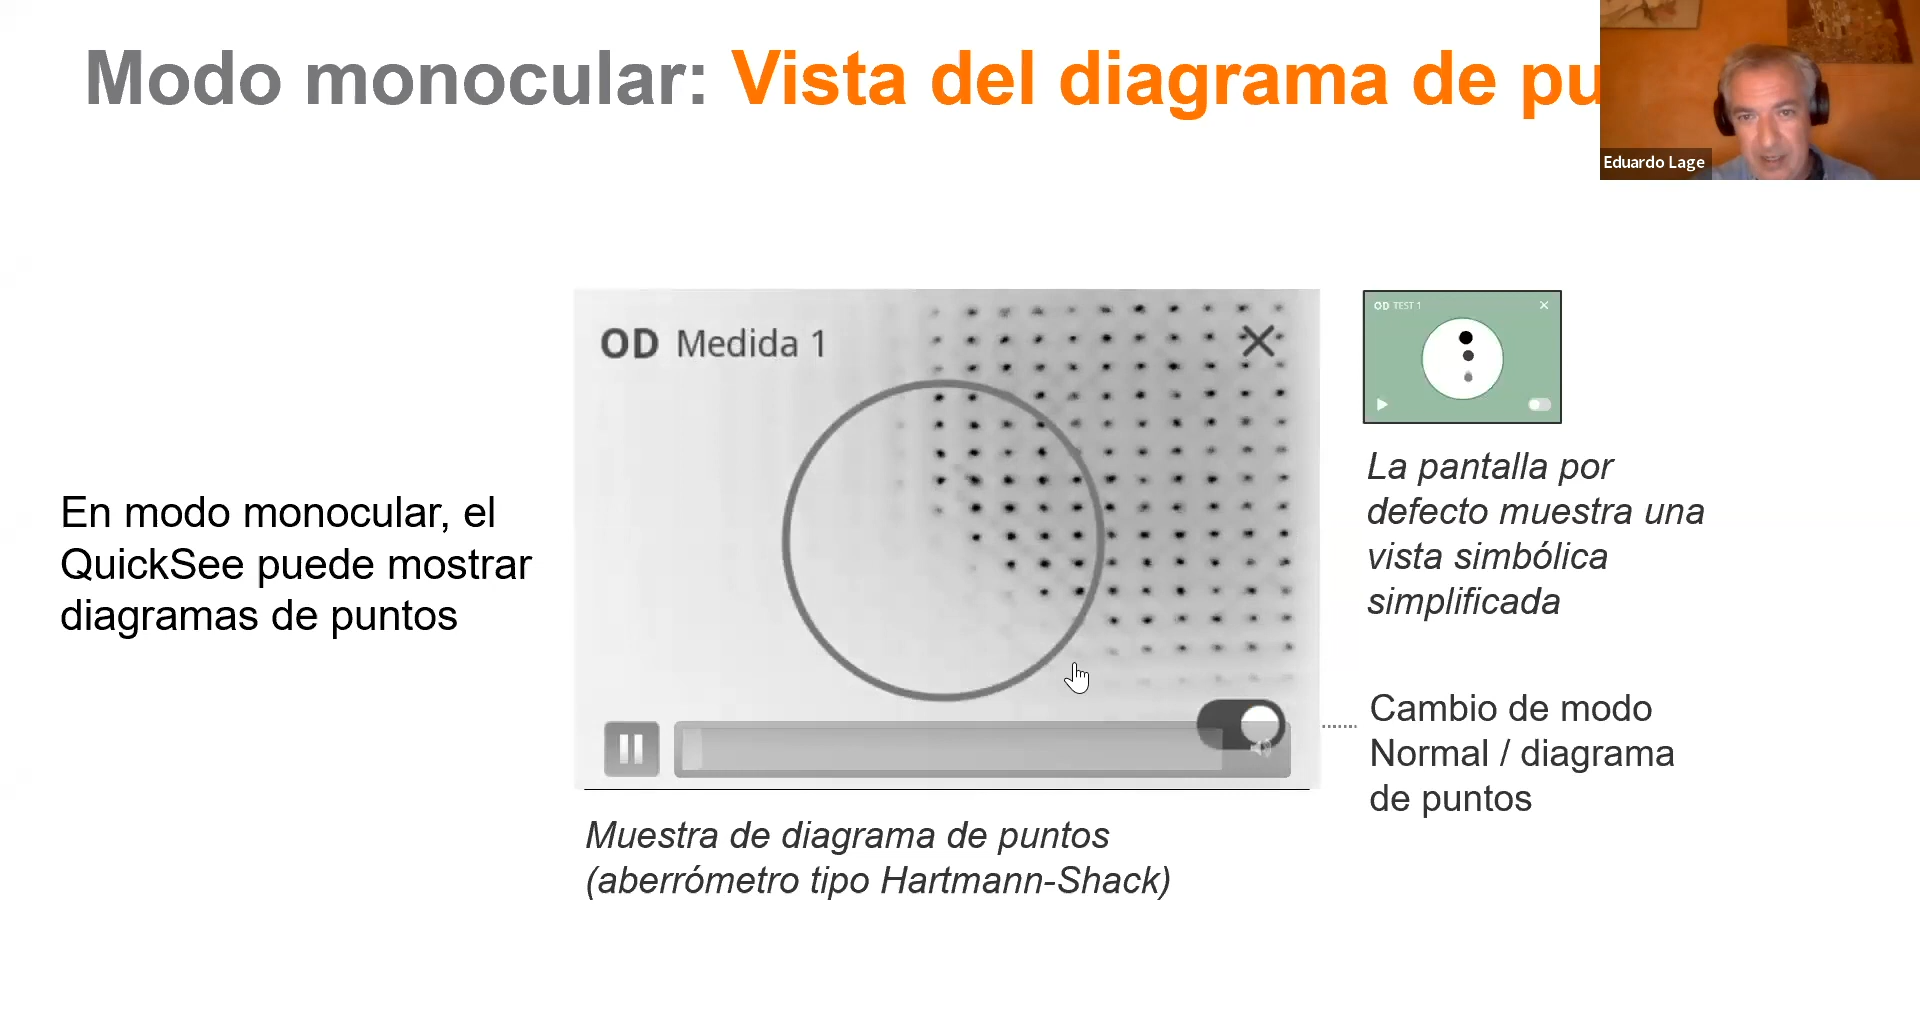 Modo monocular: Vista del diagrama de pu
Eduardo Lage
OD Medida 1
OD TEST 1
En modo monocular, el
QuickSee puede mostrar
diagramas de puntos
La pantalla por
defecto muestra una
vista simbólica
simplificada
Cambio de modo
Normal / diagrama
de puntos
Muestra de diagrama de puntos
(aberrómetro tipo Hartmann-Shack)